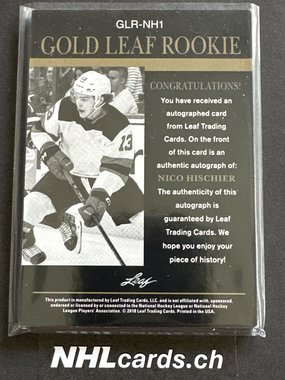 GLR-NH1
GOLD LEAF ROOKIE
CONGRATULATIONS!
You have received an
autographed card
from Leaf Trading
Cards. On the front
of this card is an
authentic autograph of:
NICO HISCHIER
The authenticity of this
autograph is
guaranteed by Leaf
Trading Cards. We
hope you enjoy your
piece of history!
13
Leaf
This product is manufactured by Leaf Trading Cards, LLC. and is not affiliated with, sponsored,
endorsed or licensed by or connected to the National Hockey League or National Hockey
League Players' Association. © 2018 Leaf Trading Cards. Printed in the USA.
NHLcards.ch